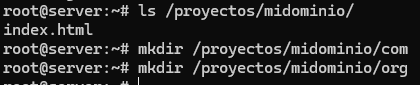 root@server:~# ls /proyectos/midominio/
index.html
root@server:~# mkdir /proyectos/midominio/com
root@server:~# mkdir /proyectos/midominio/org
root@server:~#